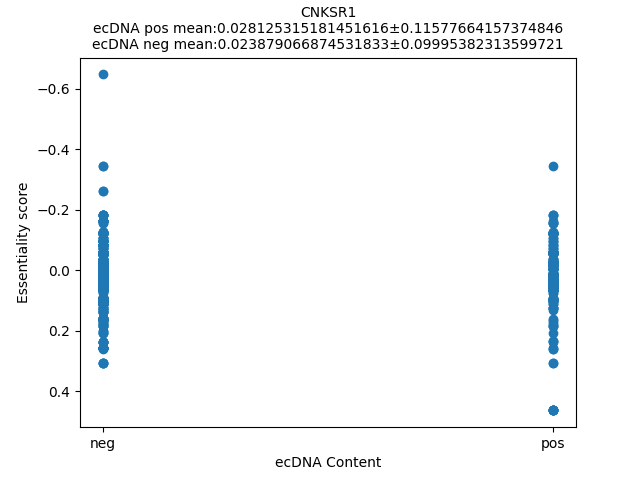 CNKSR1
ecDNA pos mean:0.028125315181451616±0.11577664157374846
ecDNA neg mean:0.023879066874531833±0.09995382313599721
−0.6
−0.4
−0.2
0.0
0.2
0.4
Essentiality score
neg
pos
ecDNA Content